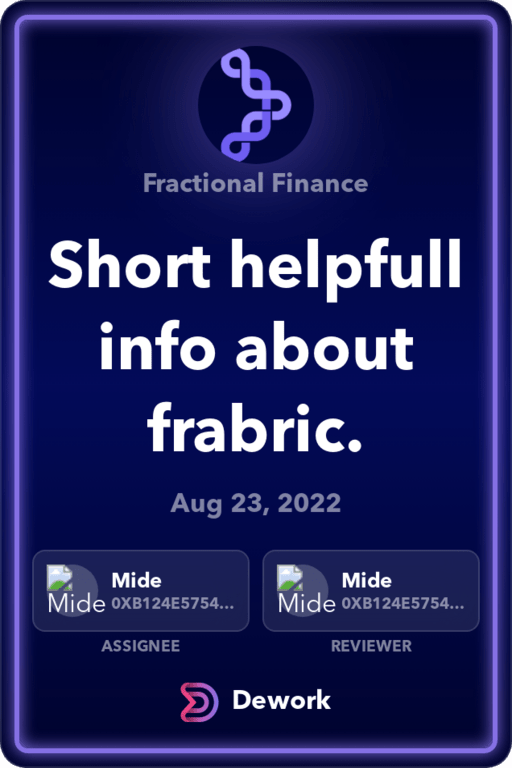 Fractional Finance
Short helpfull
info about
frabric.
Aug 23, 2022
Mide
0XB124E5754...
Mide
Mide
0XB124E5754...
Mide
ASSIGNEE
REVIEWER
Dework